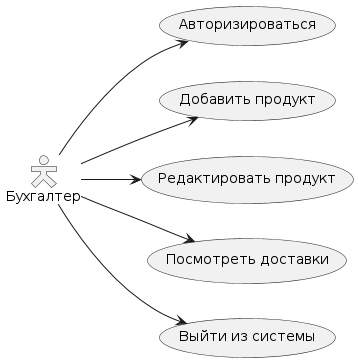 Авторизироваться
Добавить продукт
Бухгалтер
Редактировать продукт
Посмотреть доставки
Выйти из системы